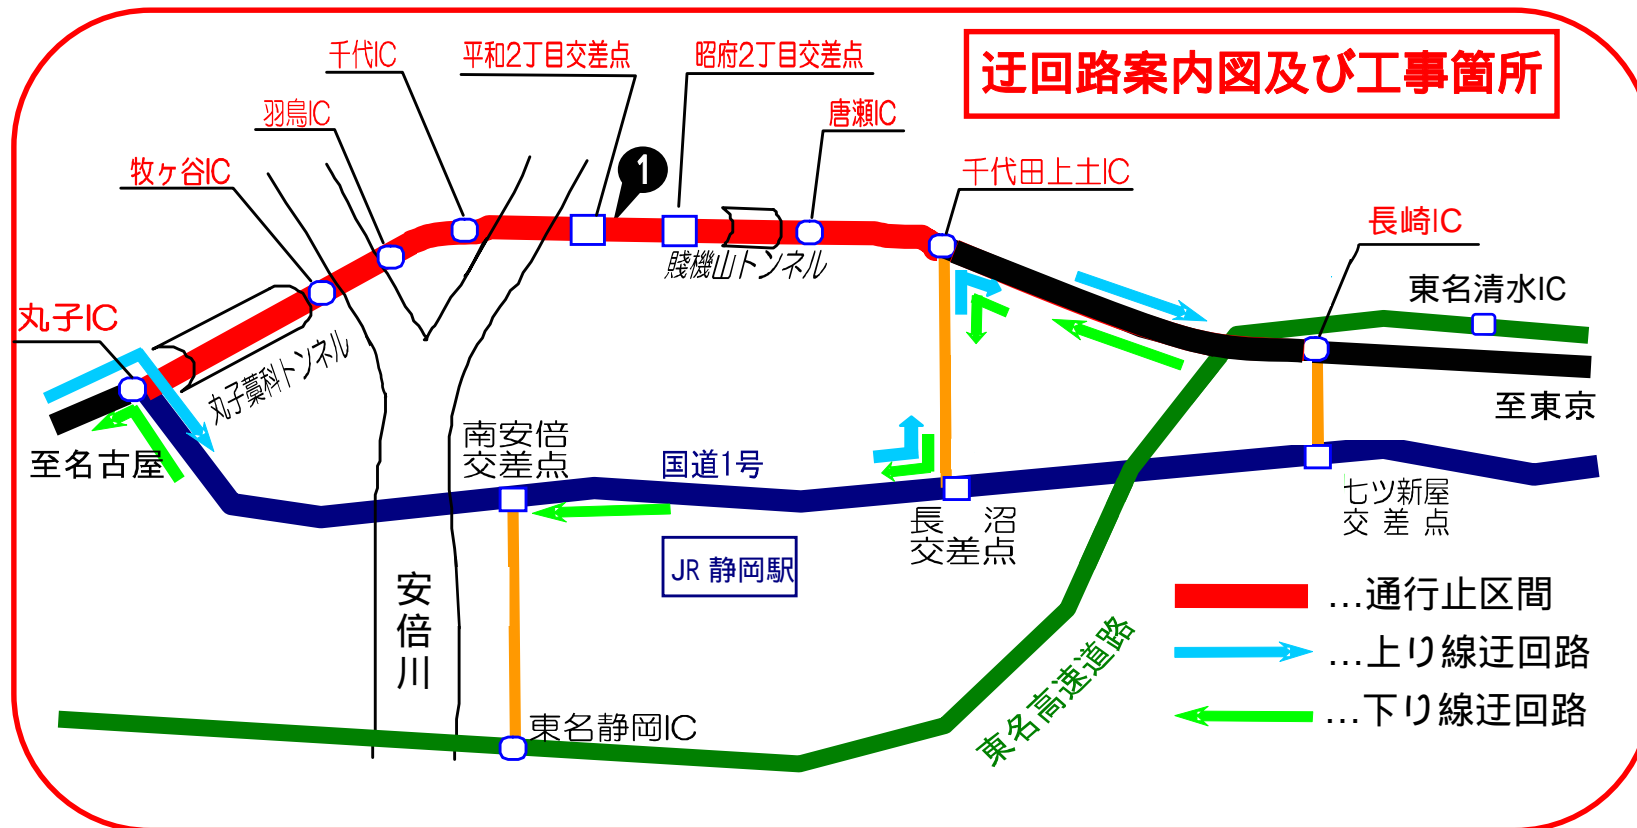 迂回路案内図及び工事箇所
千代IC
平和2丁目交差点
昭府2丁目交差点
羽鳥IC
唐瀬IC
牧ヶ谷IC
1
千代田上土IC
長崎IC
賤機山トンネル
東名清水IC
丸子IC
丸子藁科トンネル
至東京
至名古屋
南安倍
交差点
国道1号
七ツ新屋
交差点
長沼
交差点
JR 静岡駅
安倍川
…通行止区間
…上り線迂回路
…下り線迂回路
東名高速道路
東名静岡IC